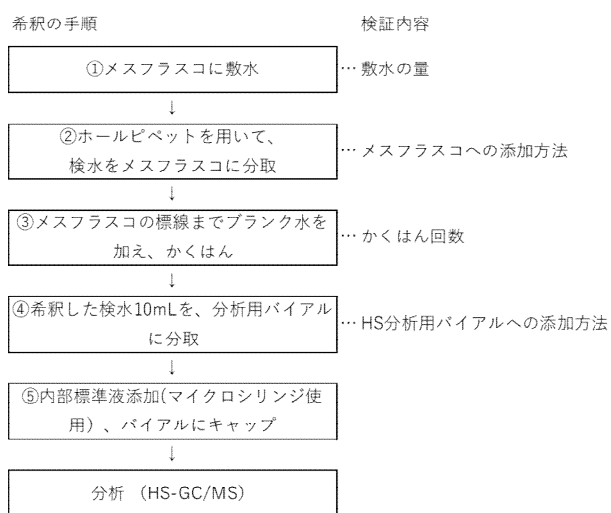 希釈の手順
検証内容
①メスフラスコに敷水
… 敷水の量
↓
②ホールピペットを用いて、
検水をメスフラスコに分取
… メスフラスコへの添加方法
↓
③メスフラスコの標線までブランク水を
加え、かくはん
… かくはん回数
↓
④希釈した検水10mLを、分析用バイアル
に分取
… HS分析用バイアルへの添加方法
↓
⑤内部標準液添加(マイクロシリンジ使
用）、バイアルにキャップ
↓
分析 （HS-GC/MS）